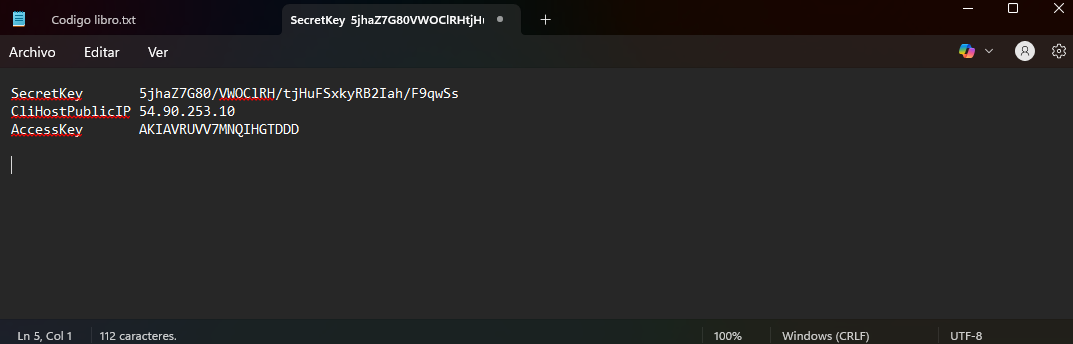 Codigo libro.txt
SecretKey 5jhaZ7G80VWOClRHtjH
Archivo Editar Ver
SecretKey 5jhaZ7G80/VWOClRH/tjHuFSxkyRB2Iah/F9qwSs
CliHostPublicIP 54.90.253.10
AccessKey AKIAVRUVV7MNQIHGTDDD
Ln 5, Col 1 112 caracteres. 100% Windows (CRLF) UTF-8